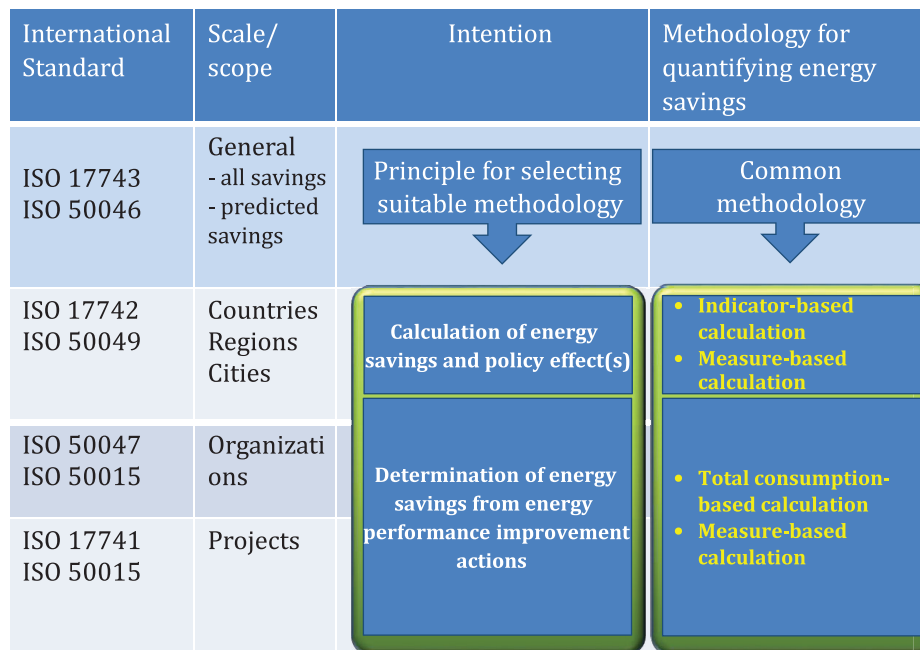 International
Standard
Scale/
scope
Intention
Methodology for
quantifying energy
savings
ISO 17743
ISO 50046
General
- all savings
- predicted
savings
Principle for selecting
suitable methodology
Common
methodology
ISO 17742
ISO 50049
Countries
Regions
Cities
Calculation of energy
savings and policy effect(s)
• Indicator-based
calculation
• Measure-based
calculation
ISO 50047
ISO 50015
Organizati
ons
Determination of energy
savings from energy
performance improvement
actions
• Total consumption-
based calculation
• Measure-based
calculation
ISO 17741
ISO 50015
Projects